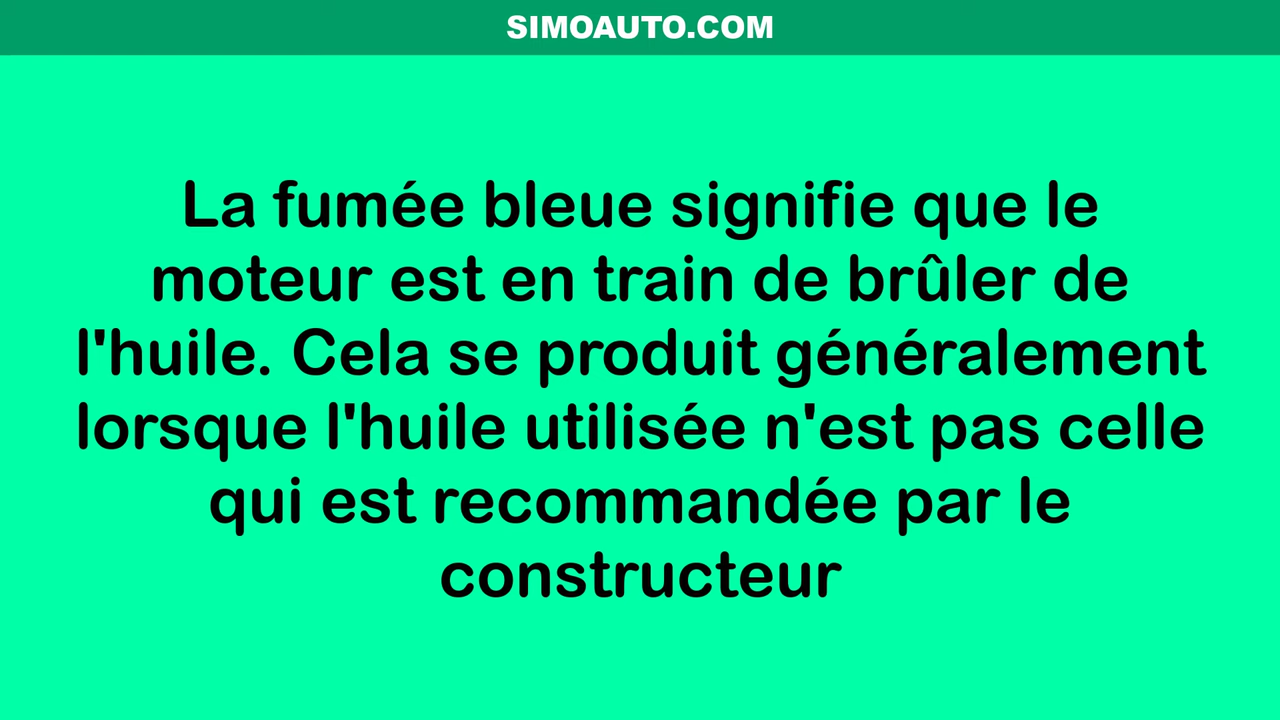 SIMOAUTO.COM
La fumée bleue signifie que le
moteur est en train de brûler de
l'huile. Cela se produit généralement
lorsque l'huile utilisée n'est pas celle
qui est recommandée par le
constructeur